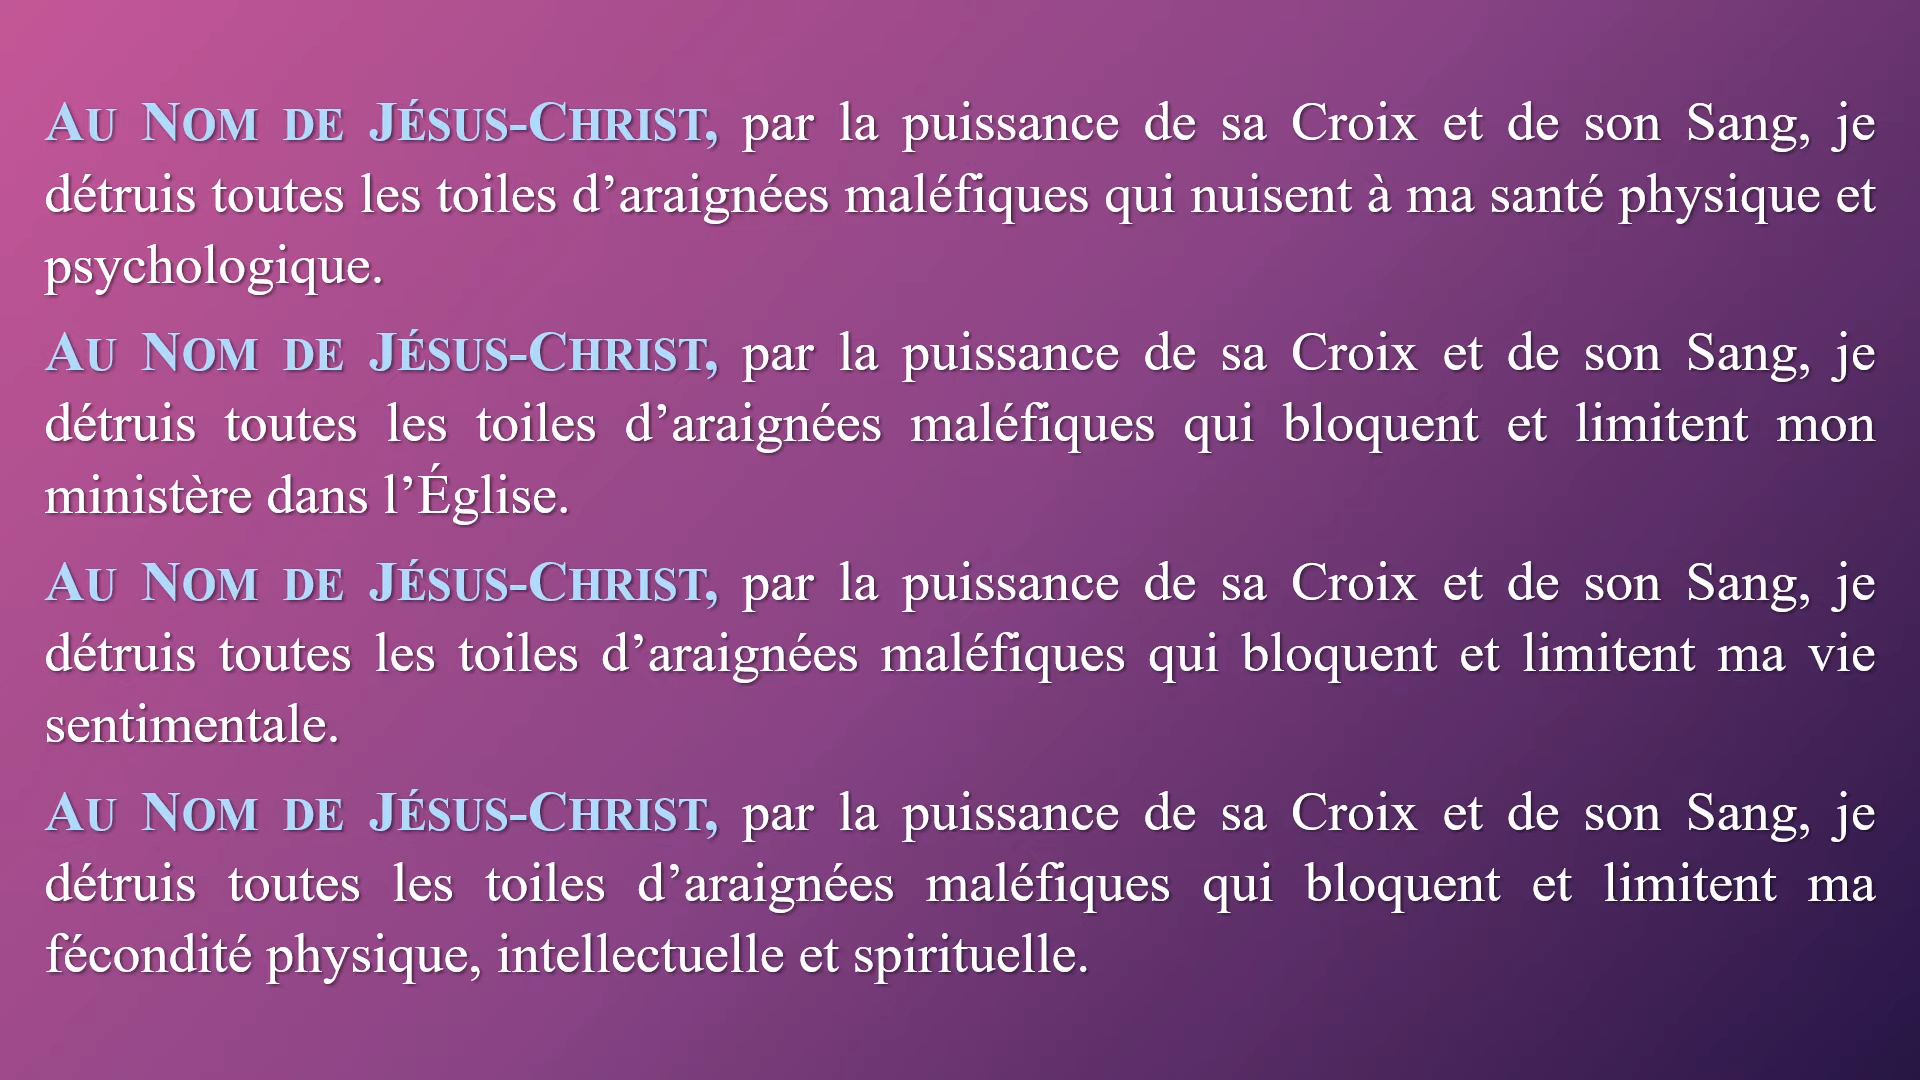 AU NOM DE JÉSUS-CHRIST, par la puissance de sa Croix et de son Sang, je
détruis toutes les toiles d’araignées maléfiques qui nuisent à ma santé physique et
psychologique.
AU NOM DE JÉSUS-CHRIST, par la puissance de sa Croix et de son Sang, je
détruis toutes les toiles d’araignées maléfiques qui bloquent et limitent mon
ministère dans l’Église.
AU NOM DE JÉSUS-CHRIST, par la puissance de sa Croix et de son Sang, je
détruis toutes les toiles d’araignées maléfiques qui bloquent et limitent ma vie
sentimentale.
AU NOM DE JÉSUS-CHRIST, par la puissance de sa Croix et de son Sang, je
détruis toutes les toiles d’araignées maléfiques qui bloquent et limitent ma
fécondité physique, intellectuelle et spirituelle.